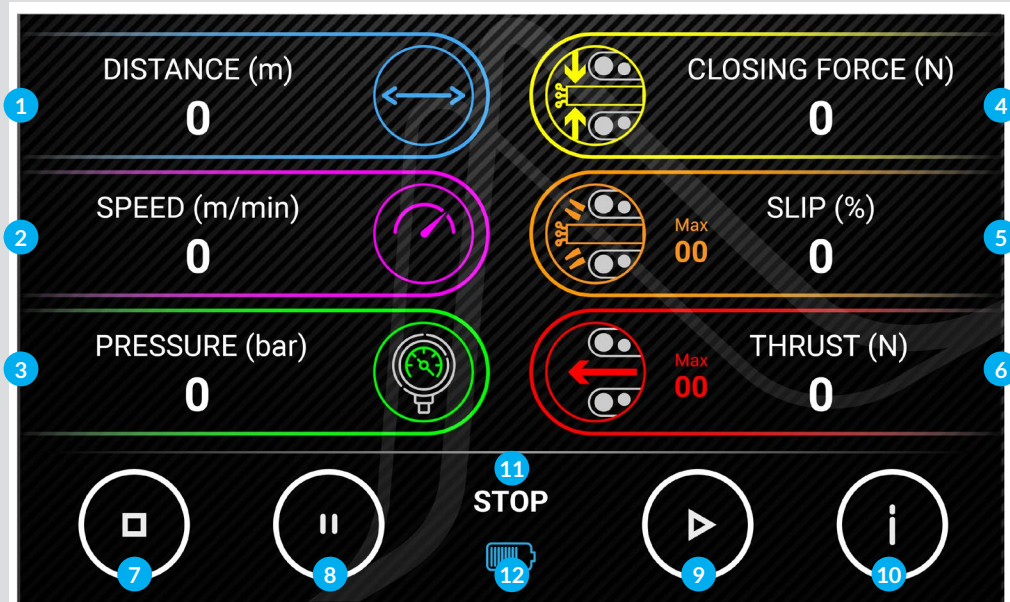 DISTANCE (m)
0
1
CLOSING FORCE (N)
0
4
SPEED (m/min)
0
2
SLIP (%)
Max
00
0
5
PRESSURE (bar)
0
3
THRUST (N)
Max
00
0
6
11
STOP
7
8
12
9
10